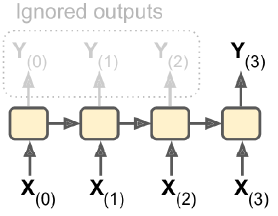 Ignored outputs
Y(0) Y(1) Y(2) Y(3)
X(0) X(1) X(2) X(3)